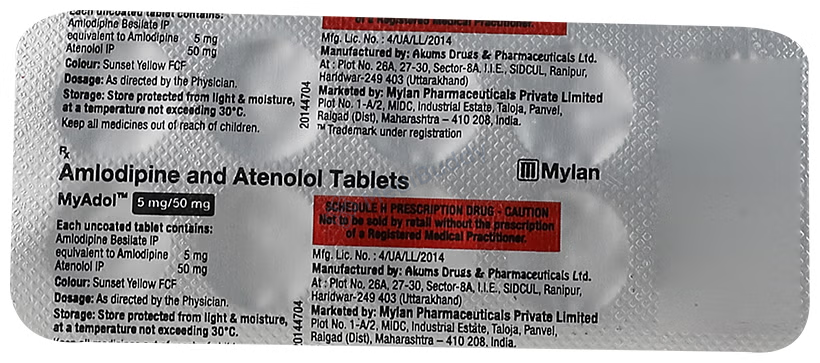 Each uncoated tablet contains:
Amlodipine Besilate IP
equivalent to Amlodipine 5 mg
Atenolol IP 50 mg
Colour: Sunset Yellow FCF
Dosage: As directed by the Physician.
Storage: Store protected from light & moisture,
at a temperature not exceeding 30°C.
Keep all medicines out of reach of children.
20144704
of a Registered Medical Practitioner.
Mfg. Lic. No. : 4/UA/LL/2014
Manufactured by: Akums Drugs & Pharmaceuticals Ltd.
At : Plot No. 26A, 27-30, Sector-8A, I.I.E., SIDCUL, Ranipur,
Haridwar-249 403 (Uttarakhand)
Marketed by: Mylan Pharmaceuticals Private Limited
Plot No. 1-A/2, MIDC, Industrial Estate, Taloja, Panvel,
Raigad (Dist), Maharashtra – 410 208, India.
™Trademark under registration
Rx
Amlodipine and Atenolol Tablets
MyAdol™ 5 mg/50 mg
Mylan
Each uncoated tablet contains:
Amlodipine Besilate IP
equivalent to Amlodipine 5 mg
Atenolol IP 50 mg
Colour: Sunset Yellow FCF
Dosage: As directed by the Physician.
Storage: Store protected from light & moisture,
at a temperature not exceeding 30°C.
20144704
SCHEDULE H PRESCRIPTION DRUG - CAUTION
Not to be sold by retail without the prescription
of a Registered Medical Practitioner.
Mfg. Lic. No. : 4/UA/LL/2014
Manufactured by: Akums Drugs & Pharmaceuticals Ltd.
At : Plot No. 26A, 27-30, Sector-8A, I.I.E., SIDCUL, Ranipur,
Haridwar-249 403 (Uttarakhand)
Marketed by: Mylan Pharmaceuticals Private Limited
Plot No. 1-A/2, MIDC, Industrial Estate, Taloja, Panvel,
Raigad (Dist), Maharashtra – 410 208, India.